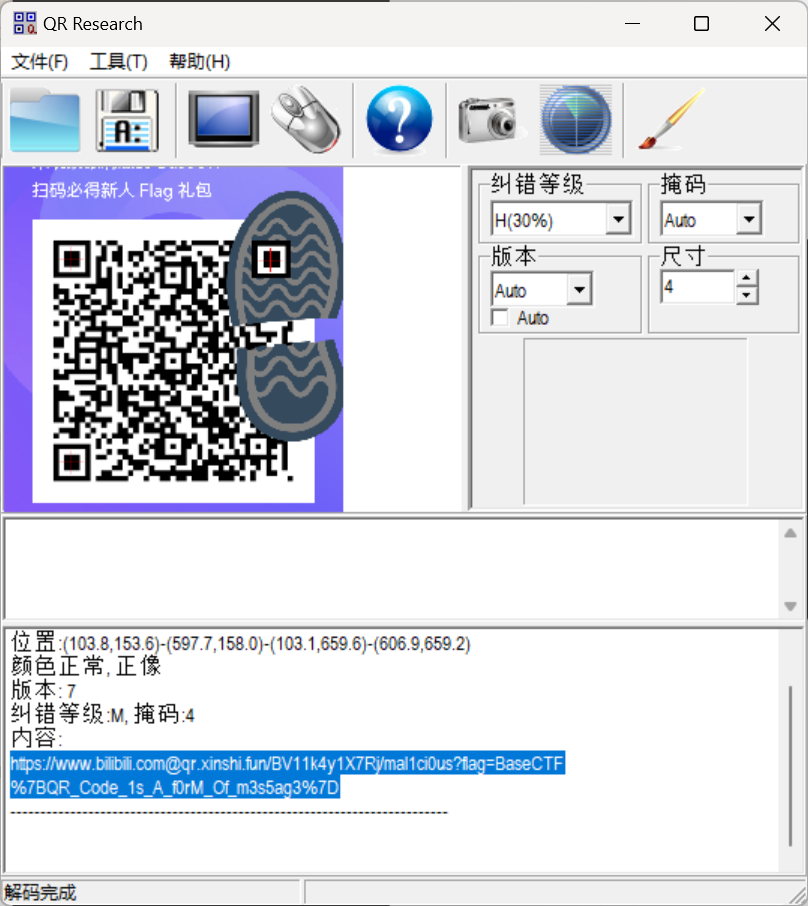 QR Research
文件(F) 工具(T) 帮助(H)
A:
扫码必得新人 Flag 礼包
纠错等级
掩码
H(30%)
Auto
版本
尺寸
Auto
4
Auto
位置:(103.8,153.6)-(597.7,158.0)-(103.1,659.6)-(606.9,659.2)
颜色正常, 正像
版本: 7
纠错等级:M, 掩码:4
内容:
https://www.bilibili.com@qr.xinshi.fun/BV11k4y1X7Rj/mal1ci0us?flag=BaseCTF
%7BQR_Code_1s_A_f0rM_Of_m3s5ag3%7D
------------------------------------------------------------------------
解码完成